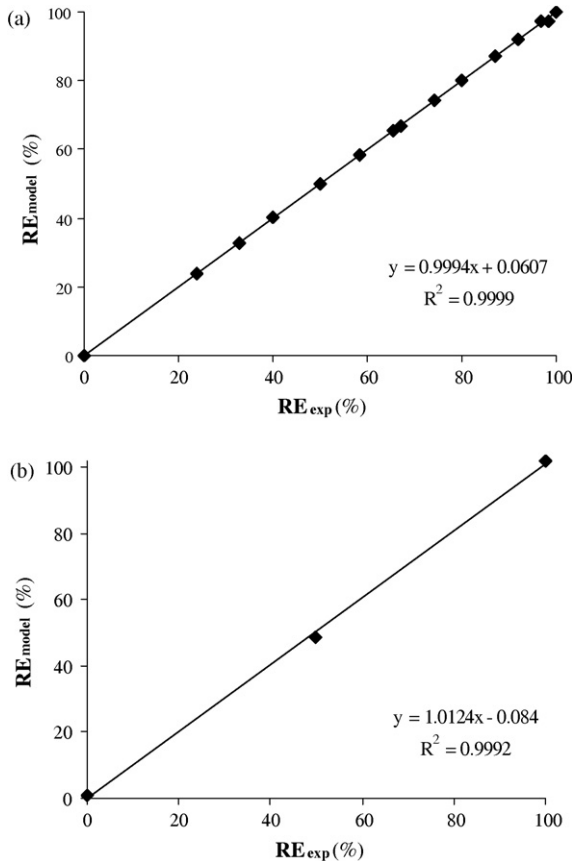 (a)
100
80
60
40
20
0
RE model (%)
y = 0.9994x + 0.0607
R² = 0.9999
0 20 40 60 80 100
RE exp (%)
(b)
100
80
60
40
20
0
RE model (%)
y = 1.0124x - 0.084
R² = 0.9992
0 20 40 60 80 100
RE exp (%)